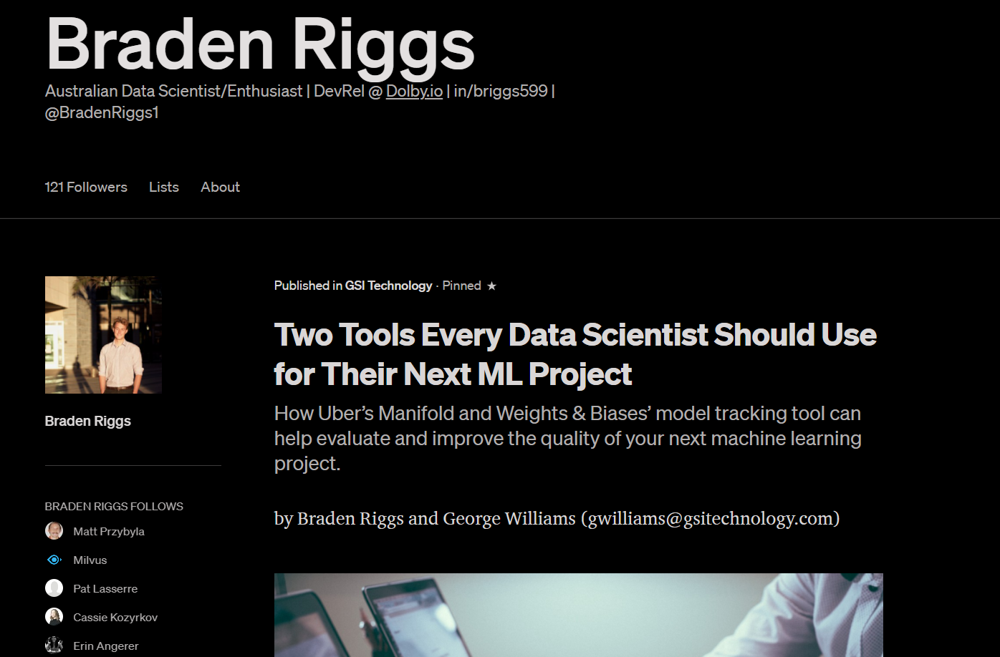 Braden Riggs
Australian Data Scientist/Enthusiast | DevRel @ Dolby.io | in/briggs599 |
@BradenRiggs1
121 Followers Lists About
Published in GSI Technology · Pinned ★
Two Tools Every Data Scientist Should Use
for Their Next ML Project
How Uber’s Manifold and Weights & Biases’ model tracking tool can
help evaluate and improve the quality of your next machine learning
project.
by Braden Riggs and George Williams (gwilliams@gsitechnology.com)
Braden Riggs
BRADEN RIGGS FOLLOWS
Matt Przybyla
Milvus
Pat Lasserre
Cassie Kozyrkov
Erin Angerer